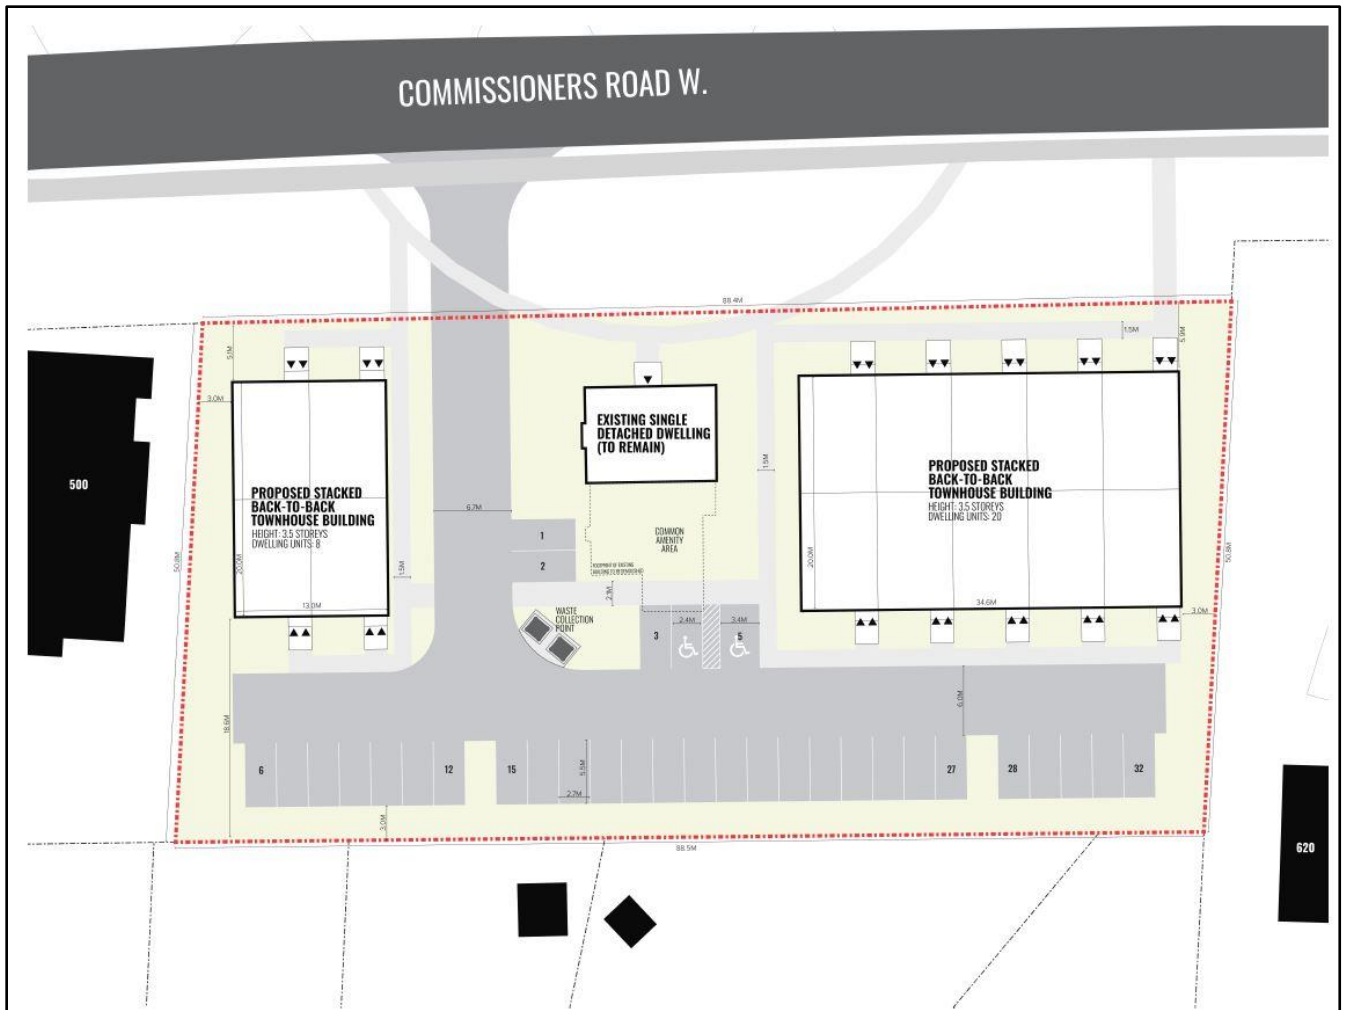 COMMISSIONERS ROAD W.
88.4M
5.1M
1.5M
5.9M
3.0M
EXISTING SINGLE
DETACHED DWELLING
(TO REMAIN)
1.5M
PROPOSED STACKED
BACK-TO-BACK
TOWNHOUSE BUILDING
HEIGHT: 3.5 STOREYS
DWELLING UNITS: 20
500
PROPOSED STACKED
BACK-TO-BACK
TOWNHOUSE BUILDING
HEIGHT: 3.5 STOREYS
DWELLING UNITS: 8
6.7M
1
2
COMMON
AMENITY
AREA
50.8M
20.0M
1.5M
20.0M
50.8M
13.0M
2.1M
34.6M
3.0M
WASTE
COLLECTION
POINT
2.4M
3.4M
3
5
18.6M
6.0M
6
12
15
5.5M
2.7M
27
28
32
3.0M
88.5M
620